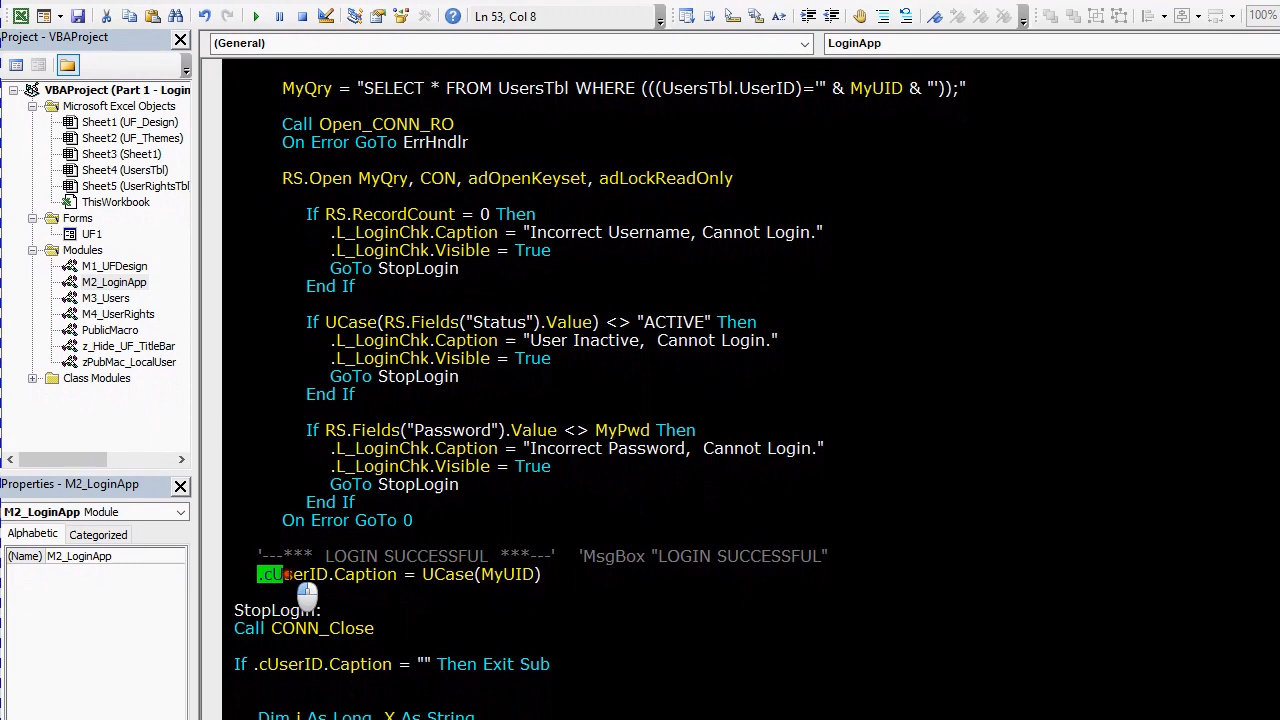 Ln 53, Col 8
100%
Project - VBAProject
(General)
LoginApp
VBAProject (Part 1 - Login
Microsoft Excel Objects
Sheet1 (UF_Design)
Sheet2 (UF_Themes)
Sheet3 (Sheet1)
Sheet4 (UsersTbl)
Sheet5 (UserRightsTbl
ThisWorkbook
Forms
UF1
Modules
M1_UFDesign
M2_LoginApp
M3_Users
M4_UserRights
PublicMacro
z_Hide_UF_TitleBar
zPubMac_LocalUser
Class Modules
Properties - M2_LoginApp
M2_LoginApp Module
Alphabetic Categorized
(Name) M2_LoginApp
MyQry = "SELECT * FROM UsersTbl WHERE (((UsersTbl.UserID)='" & MyUID & "'));"
Call Open_CONN_RO
On Error GoTo ErrHndlr
RS.Open MyQry, CON, adOpenKeyset, adLockReadOnly
If RS.RecordCount = 0 Then
.L_LoginChk.Caption = "Incorrect Username, Cannot Login."
.L_LoginChk.Visible = True
GoTo StopLogin
End If
If UCase(RS.Fields("Status").Value) <> "ACTIVE" Then
.L_LoginChk.Caption = "User Inactive,  Cannot Login."
.L_LoginChk.Visible = True
GoTo StopLogin
End If
If RS.Fields("Password").Value <> MyPwd Then
.L_LoginChk.Caption = "Incorrect Password,  Cannot Login."
.L_LoginChk.Visible = True
GoTo StopLogin
End If
On Error GoTo 0
'---***  LOGIN SUCCESSFUL  ***---'   'MsgBox "LOGIN SUCCESSFUL"
.cUserID.Caption = UCase(MyUID)
StopLogin:
Call CONN_Close
If .cUserID.Caption = "" Then Exit Sub
Dim i As Long, X As String